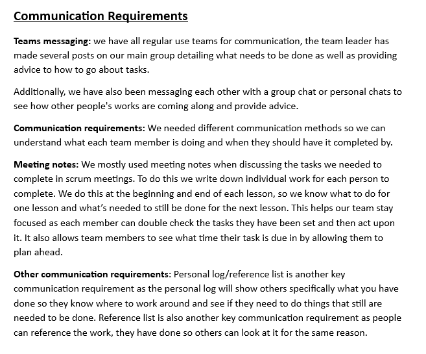 Communication Requirements
Teams messaging: we have all regular use teams for communication, the team leader has
made several posts on our main group detailing what needs to be done as well as providing
advice to how to go about tasks.
Additionally, we have also been messaging each other with a group chat or personal chats to
see how other people's works are coming along and provide advice.
Communication requirements: We needed different communication methods so we can
understand what each team member is doing and when they should have it completed by.
Meeting notes: We mostly used meeting notes when discussing the tasks we needed to
complete in scrum meetings. To do this we write down individual work for each person to
complete. We do this at the beginning and end of each lesson, so we know what to do for
one lesson and what's needed to still be done for the next lesson. This helps our team stay
focused as each member can double check the tasks they have been set and then act upon
it. It also allows team members to see what time their task is due in by allowing them to
plan ahead.
Other communication requirements: Personal log/reference list is another key
communication requirement as the personal log will show others specifically what you have
done so they know where to work around and see if they need to do things that still are
needed to be done. Reference list is also another key communication requirement as people
can reference the work, they have done so others can look at it for the same reason.